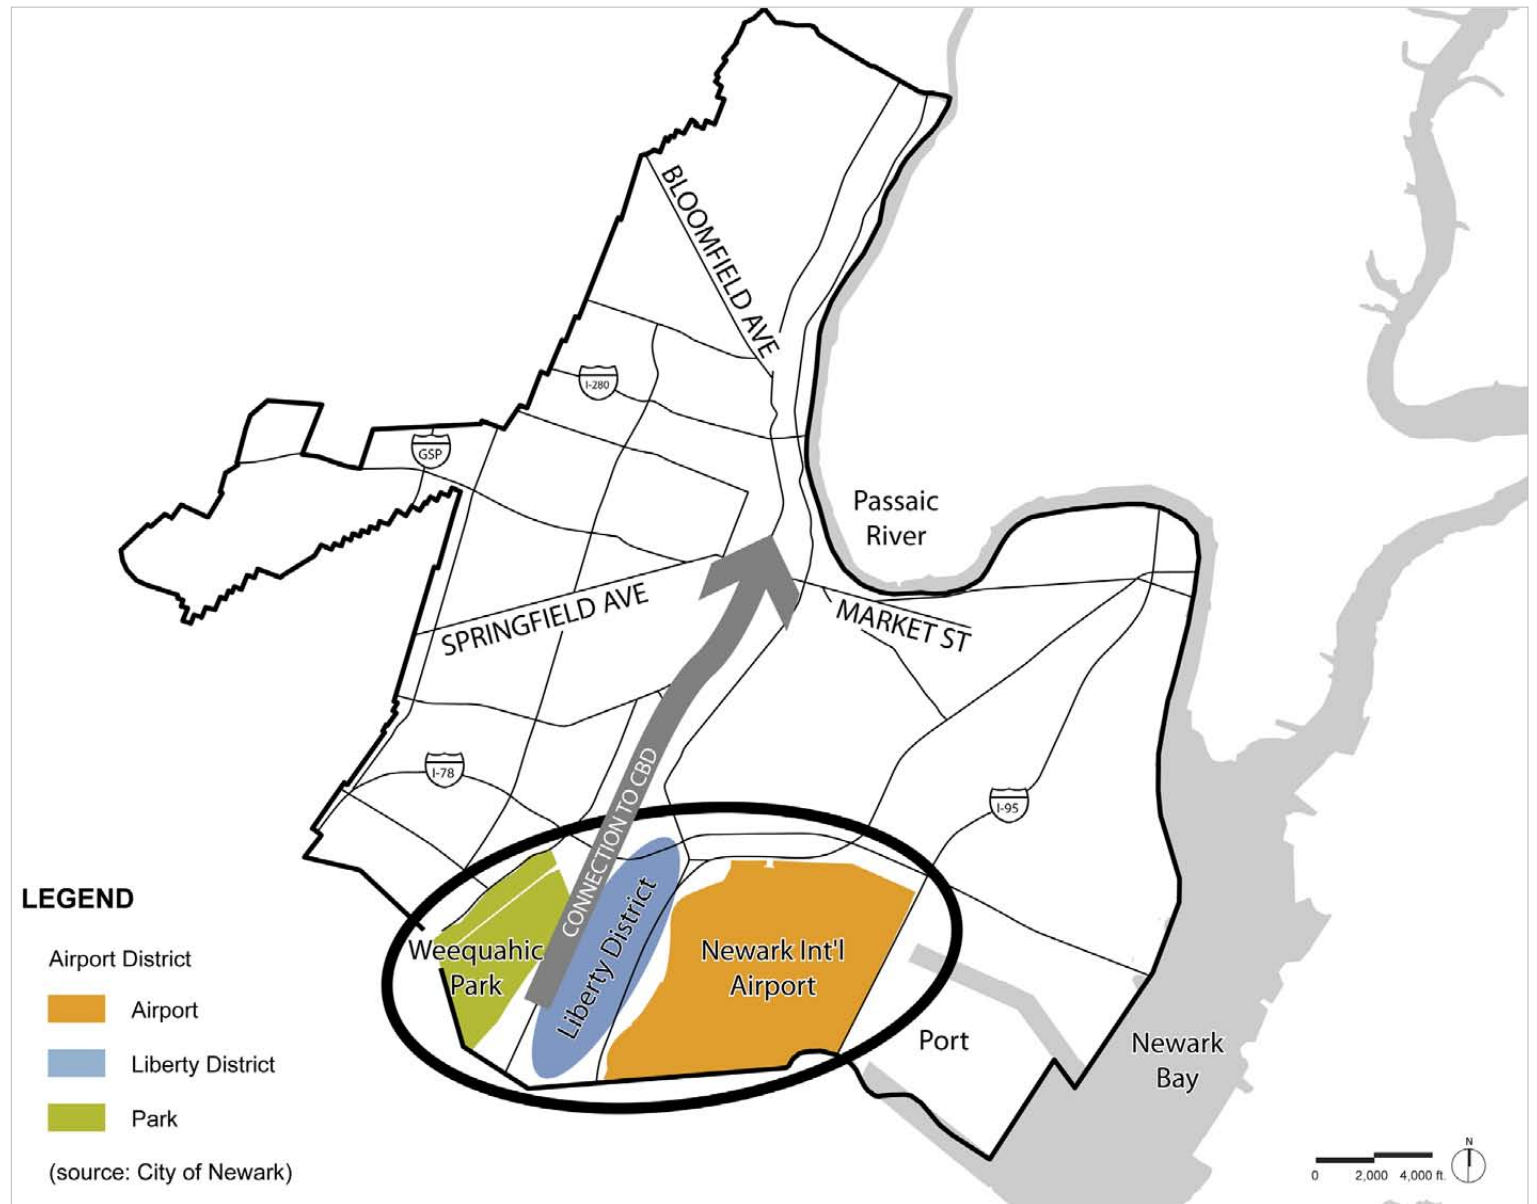 BLOOMFIELD AVE
I-280
GSP
Passaic
River
SPRINGFIELD AVE
MARKET ST
CONNECTION TO CBD
I-78
I-95
LEGEND
Airport District
Airport
Liberty District
Park
(source: City of Newark)
Weequahic
Park
Liberty District
Newark Int'l
Airport
Port
Newark
Bay
N
0 2,000 4,000 ft.